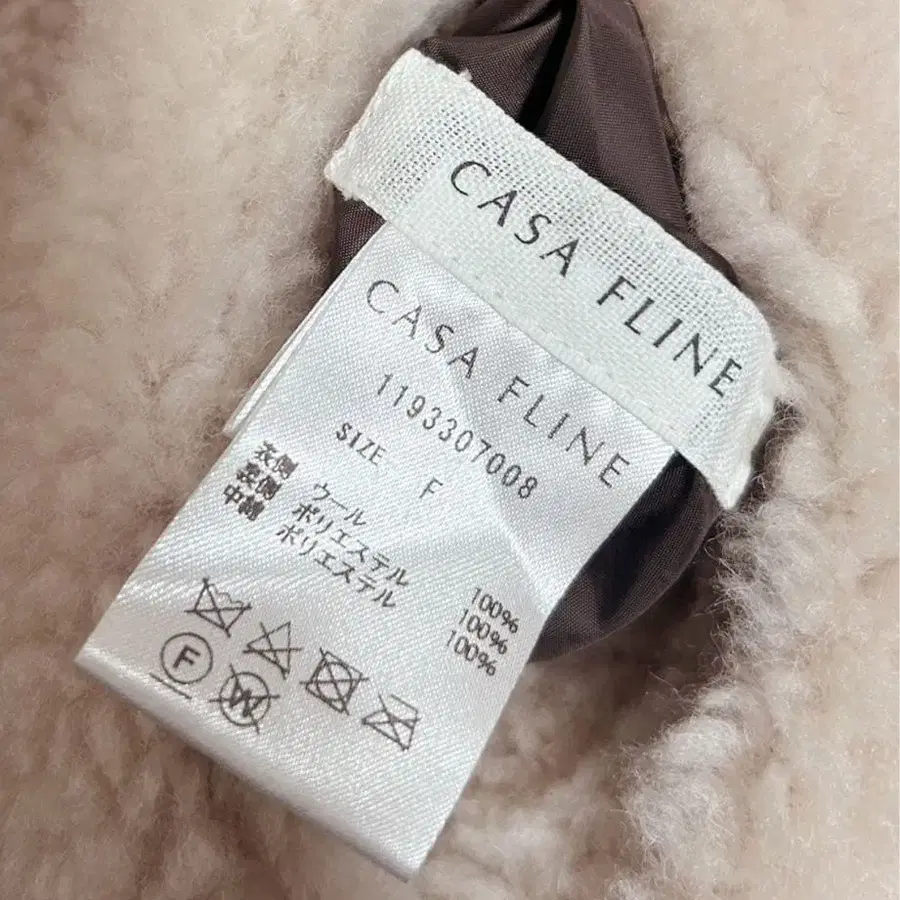 CASA FLINE
CASA FLINE
1193307008
SIZE F
表側 ウール 100%
裏側 ポリエステル 100%
中綿 ポリエステル 100%
F W